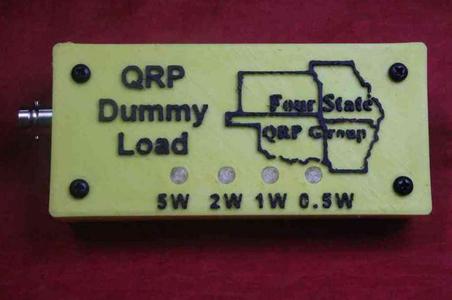 QRP
Dummy
Load
Four State
QRP Group
5W 2W 1W 0.5W